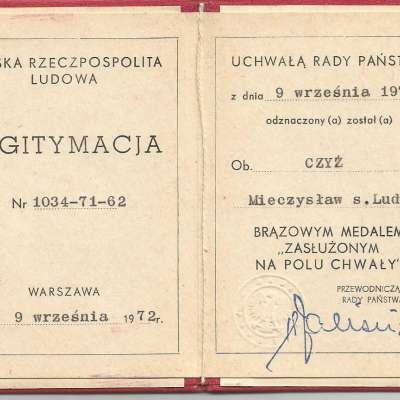 SKA RZECZPOSPOLITA
LUDOWA
GITYMACJA
Nr 1034-71-62
WARSZAWA
9 września 1972r.
UCHWAŁĄ RADY PAŃST
z dnia 9 września 197
odznaczony (a) został (a)
Ob. CZYŻ
Mieczysław s.Lud
BRĄZOWYM MEDALEM
„ZASŁUŻONYM
NA POLU CHWAŁY"
PRZEWODNICZĄ
RADY PAŃSTWA